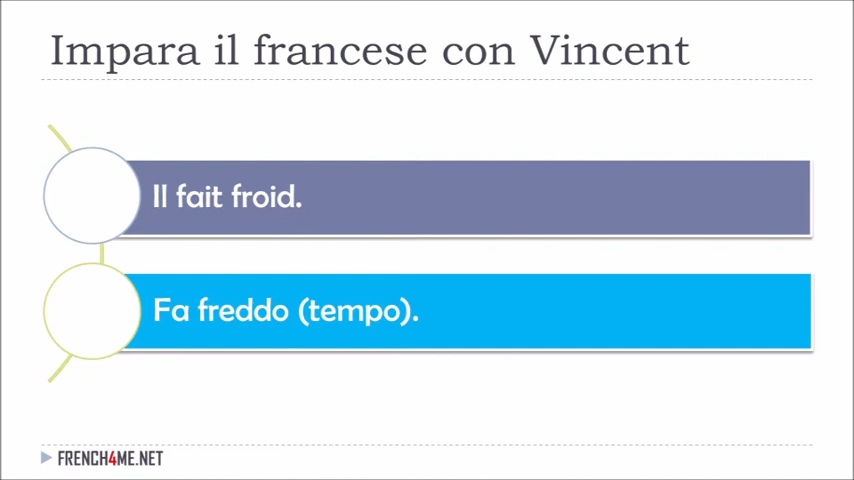 Impara il francese con Vincent
Il fait froid.
Fa freddo (tempo).
FRENCH4ME.NET